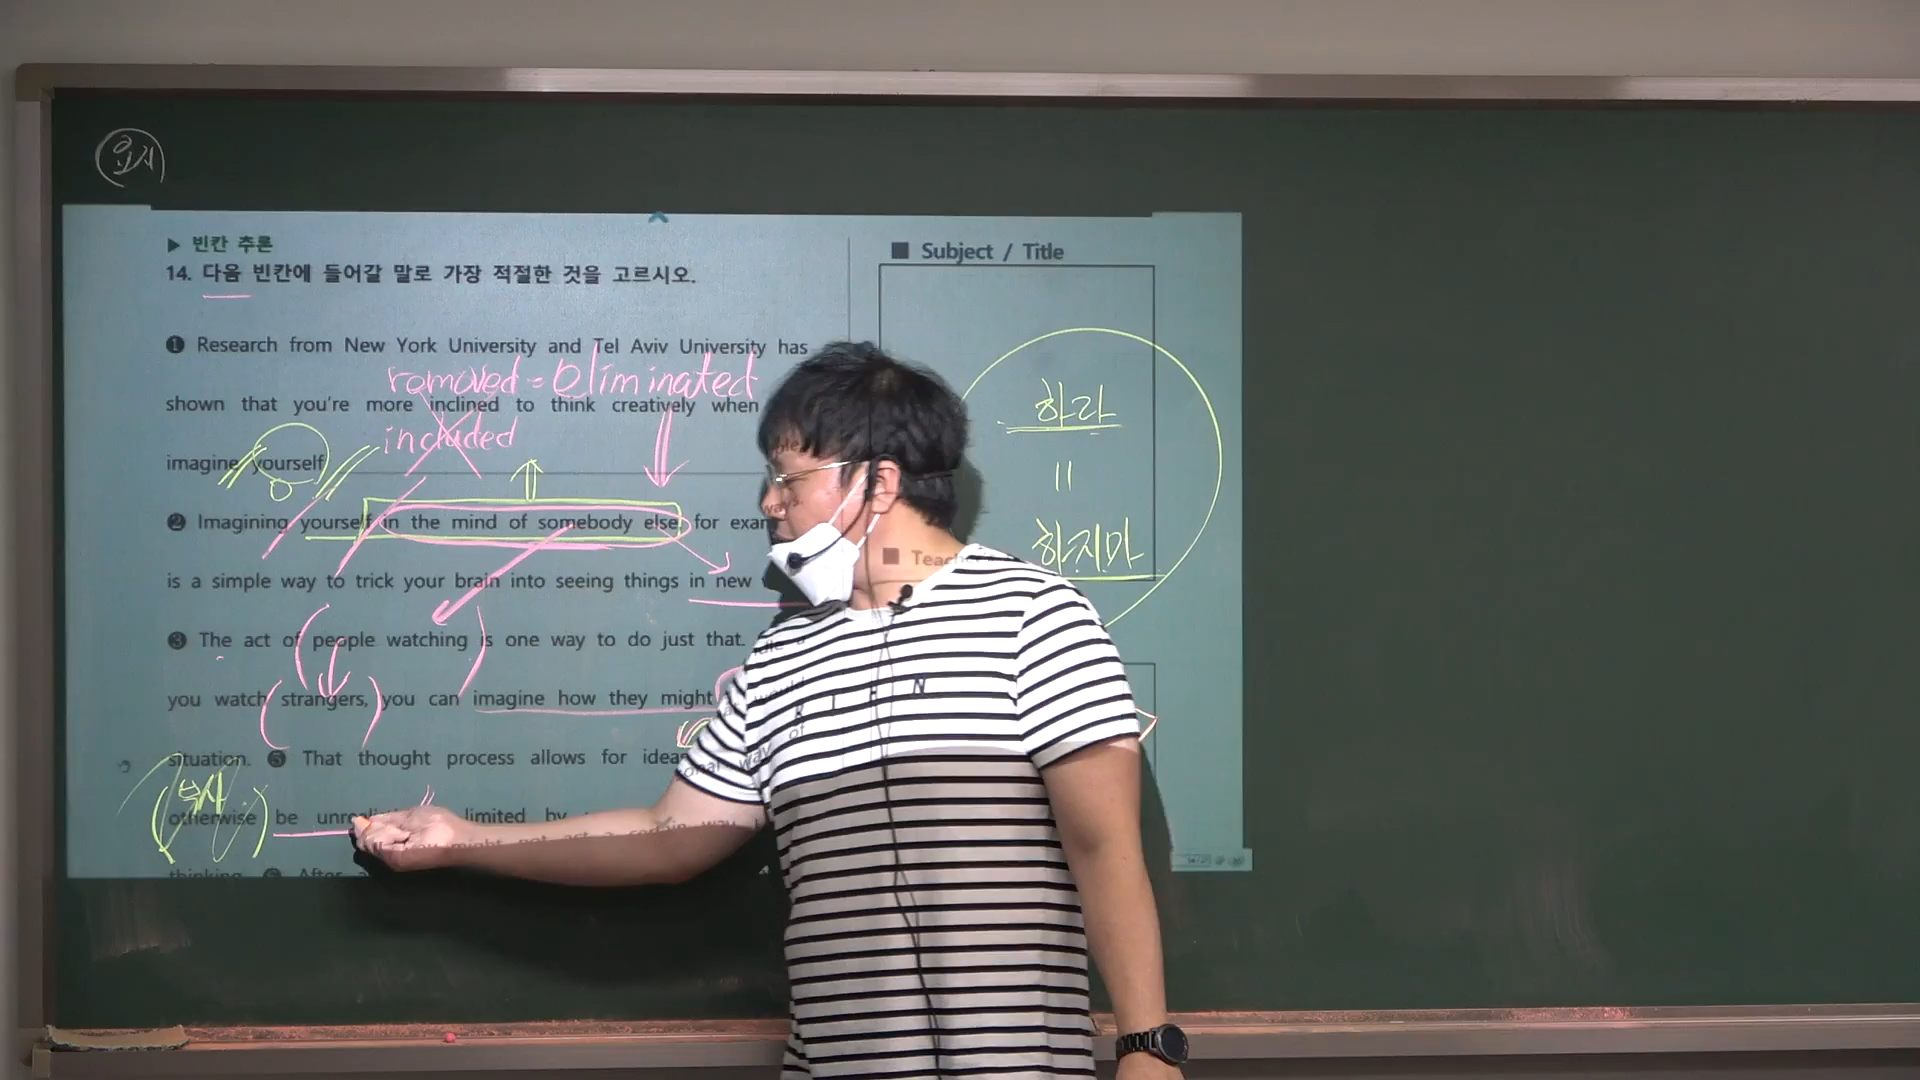 요지
▶ 빈칸 추론
14. 다음 빈칸에 들어갈 말로 가장 적절한 것을 고르시오.
❶ Research from New York University and Tel Aviv University has
removed = eliminated
shown that you're more inclined to think creatively when
included
imagine yourself
❷ Imagining yourself in the mind of somebody else, for
is a simple way to trick your brain into seeing things in new
❸ The act of people watching is one way to do just that.
you watch strangers, you can imagine how they might
situation. ❺ That thought process allows for
부사
otherwise be limited by
thinking. After
■ Subject / Title
하라
=
하지마